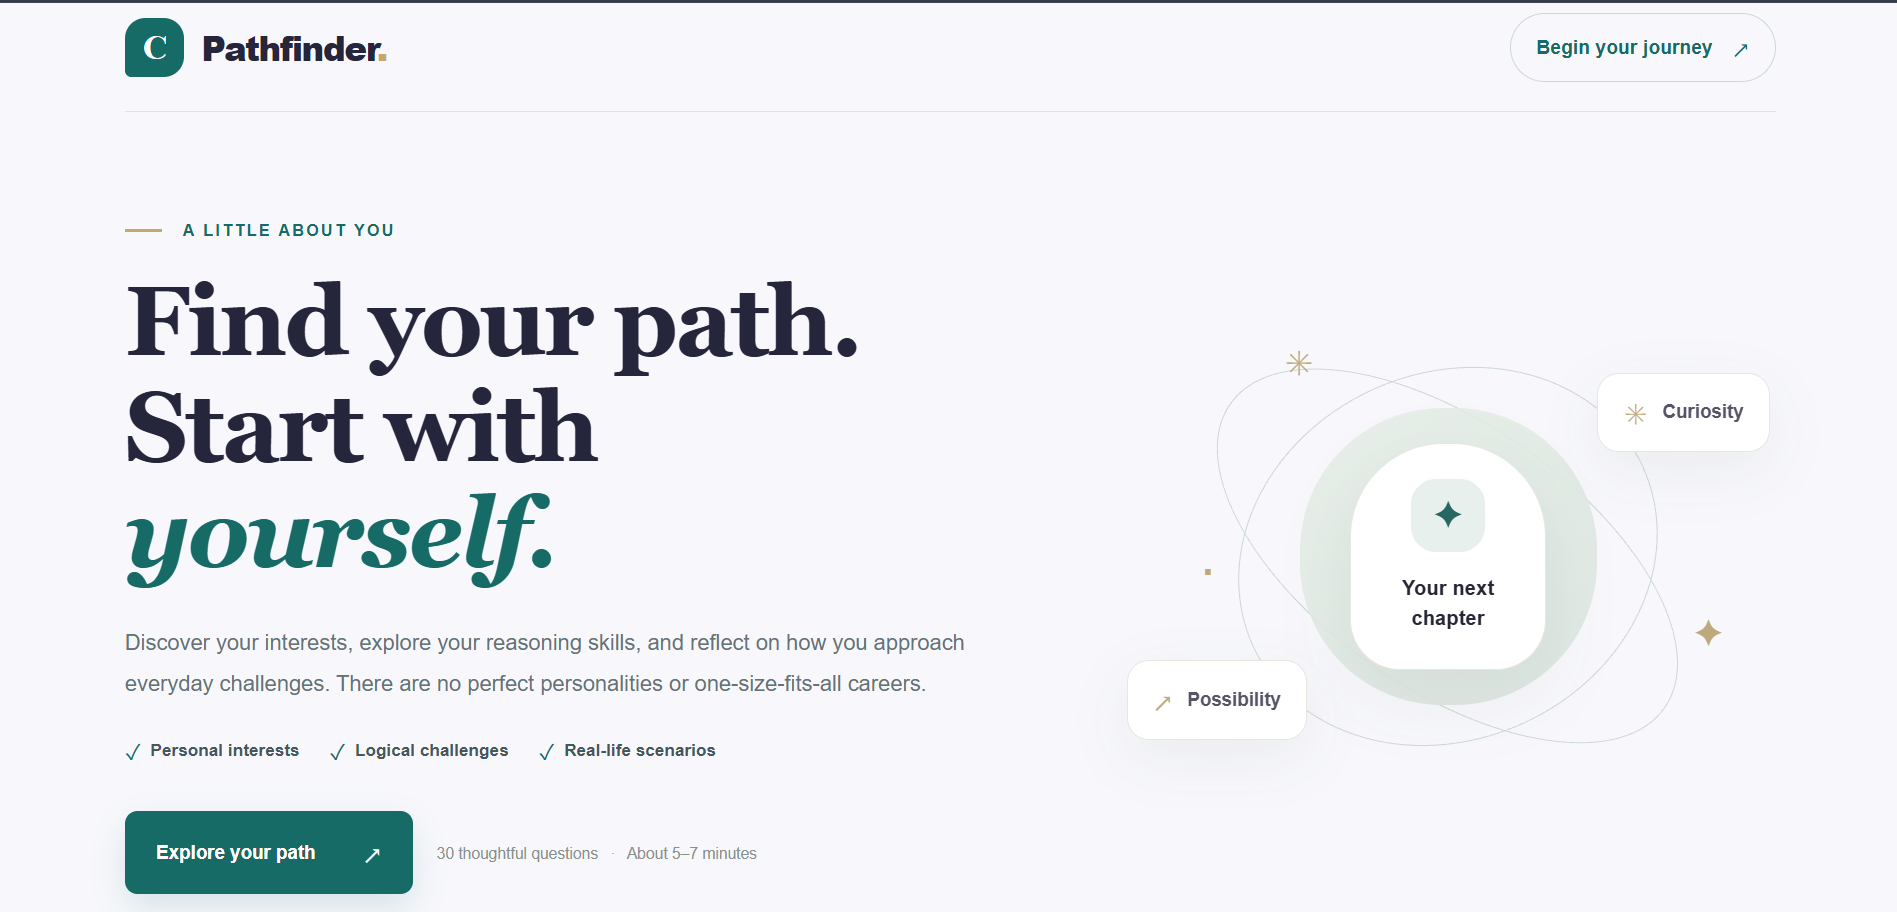 C Pathfinder.
Begin your journey ↗
A LITTLE ABOUT YOU
Find your path.
Start with
yourself.
Discover your interests, explore your reasoning skills, and reflect on how you approach
everyday challenges. There are no perfect personalities or one-size-fits-all careers.
✓ Personal interests ✓ Logical challenges ✓ Real-life scenarios
Explore your path ↗
30 thoughtful questions · About 5–7 minutes
Curiosity
Your next
chapter
↗ Possibility